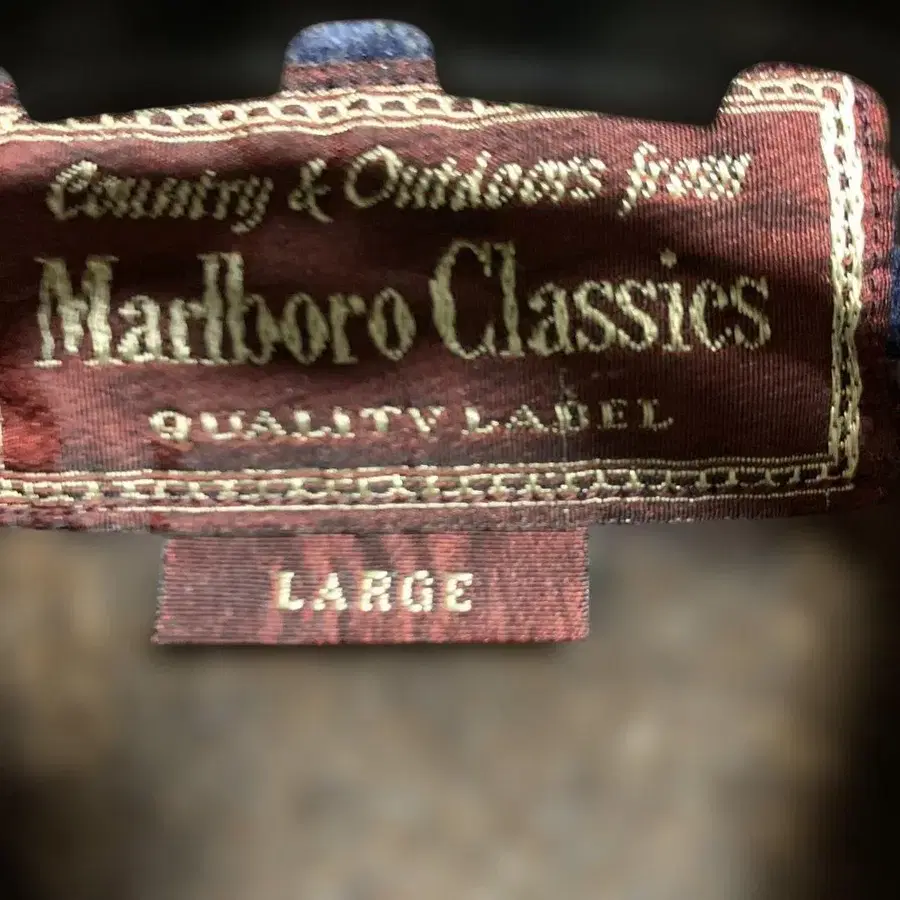 Country & Outdoors from
Marlboro Classics
QUALITY LABEL
LARGE